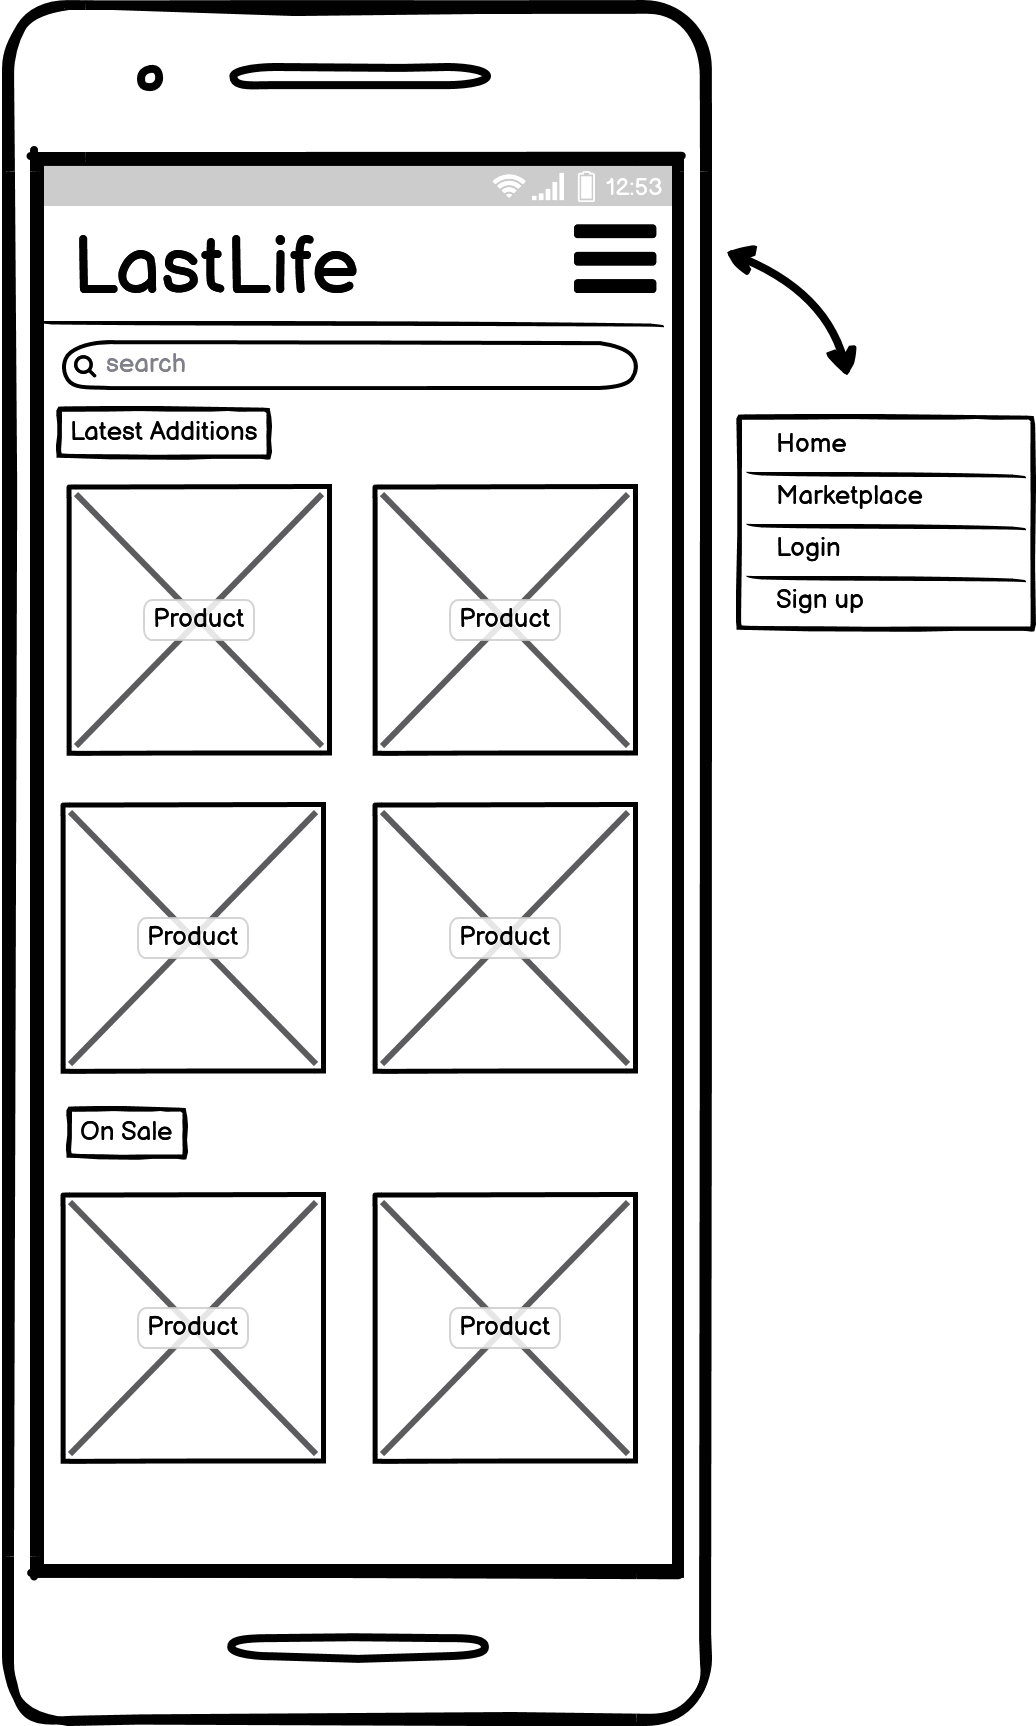 12:53
LastLife
search
Latest Additions
Product
Product
Product
Product
On Sale
Product
Product
Home
Marketplace
Login
Sign up